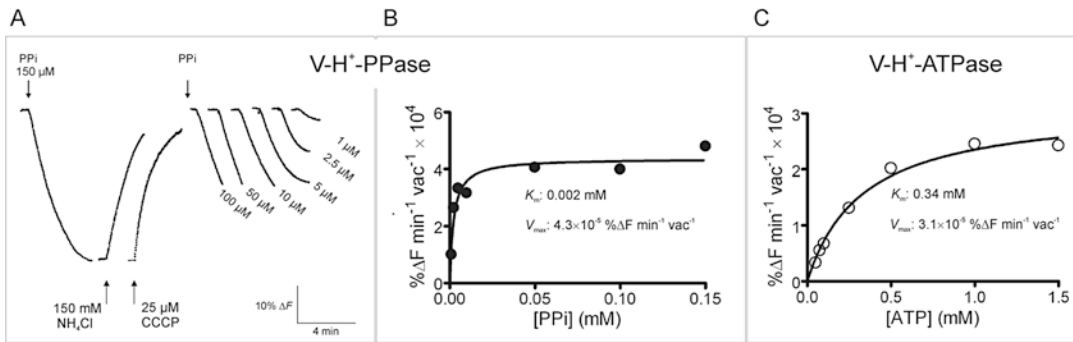 A
B
C
PPi
150 µM
PPi
1 µM
2.5 µM
5 µM
10 µM
50 µM
100 µM
150 mM
NH₄Cl
25 µM
CCCP
10% ΔF
4 min
V-H⁺-PPase
%ΔF min⁻¹ vac⁻¹ × 10⁴
6
4
2
0
Kₘ: 0.002 mM
Vₘₐₓ: 4.3×10⁻⁵ %ΔF min⁻¹ vac⁻¹
0.00
0.05
0.10
0.15
[PPi] (mM)
V-H⁺-ATPase
%ΔF min⁻¹ vac⁻¹ × 10⁴
3
2
1
0
Kₘ: 0.34 mM
Vₘₐₓ: 3.1×10⁻⁵ %ΔF min⁻¹ vac⁻¹
0.0
0.5
1.0
1.5
[ATP] (mM)